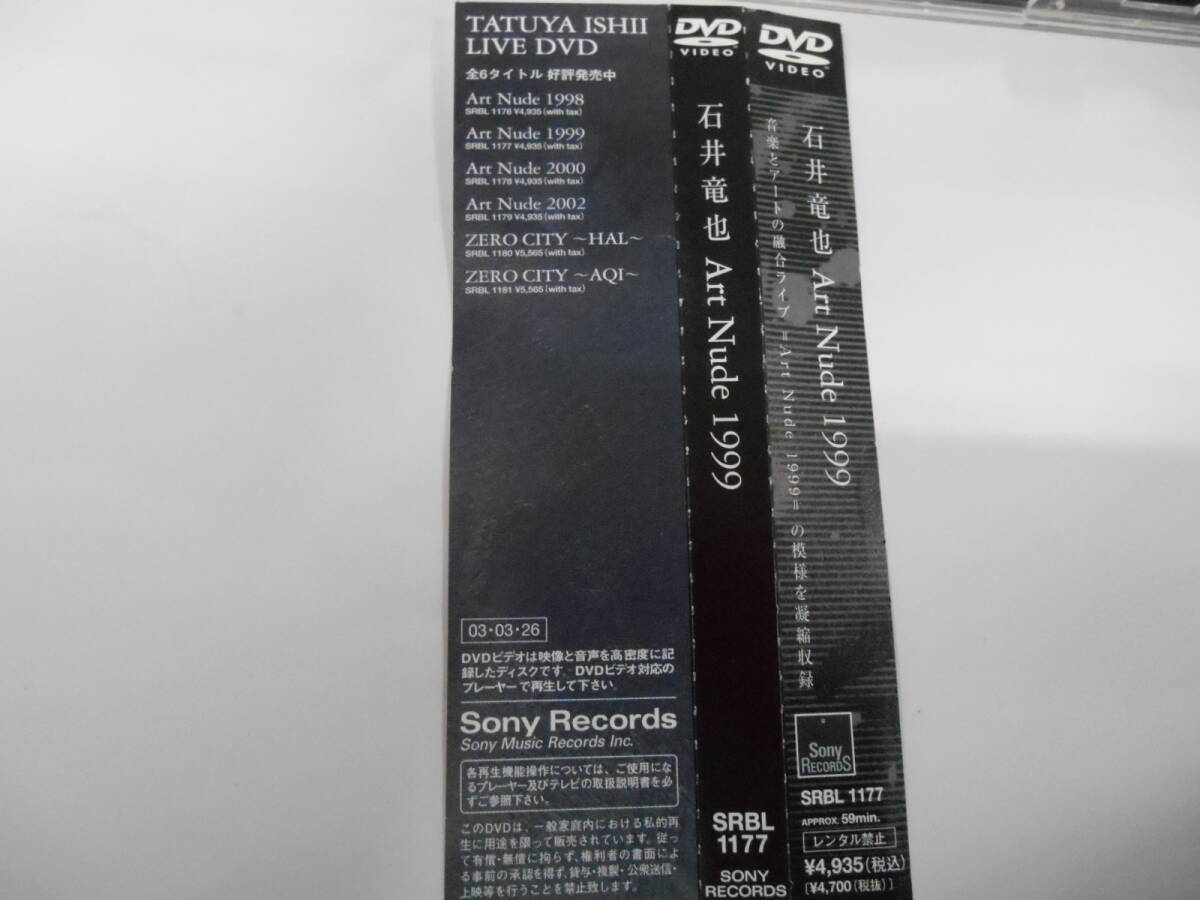 TATUYA ISHII
LIVE DVD
全6タイトル 好評発売中
Art Nude 1998
SRBL 1176 ¥4,935(with tax)
Art Nude 1999
SRBL 1177 ¥4,935(with tax)
Art Nude 2000
SRBL 1178 ¥4,935(with tax)
Art Nude 2002
SRBL 1179 ¥4,935(with tax)
ZERO CITY ～HAL～
SRBL 1180 ¥5,565(with tax)
ZERO CITY ～AQI～
SRBL 1181 ¥5,565(with tax)
03・03・26
DVDビデオは映像と音声を高密度に記
録したディスクです。DVDビデオ対応の
プレーヤーで再生して下さい。
Sony Records
Sony Music Records Inc.
各再生機能操作については、ご使用にな
るプレーヤー及びテレビの取扱説明書を必
ずご参照下さい。
このDVDは、一般家庭内における私的再
生に用途を限って販売されています。従っ
て有償・無償に拘らず、権利者の書面によ
る事前の承認を得ず、貸与・複製・公衆送信・
上映等を行うことを禁止致します。
DVD
VIDEO
石井竜也 Art Nude 1999
SRBL
1177
SONY
RECORDS
DVD
VIDEO
石井竜也 Art Nude 1999
音楽とアートの融合ライブ =Art Nude 1999= の模様を凝縮収録
Sony
RECORDS
SRBL 1177
APPROX. 59min.
レンタル禁止
¥4,935(税込)
[¥4,700(税抜)]